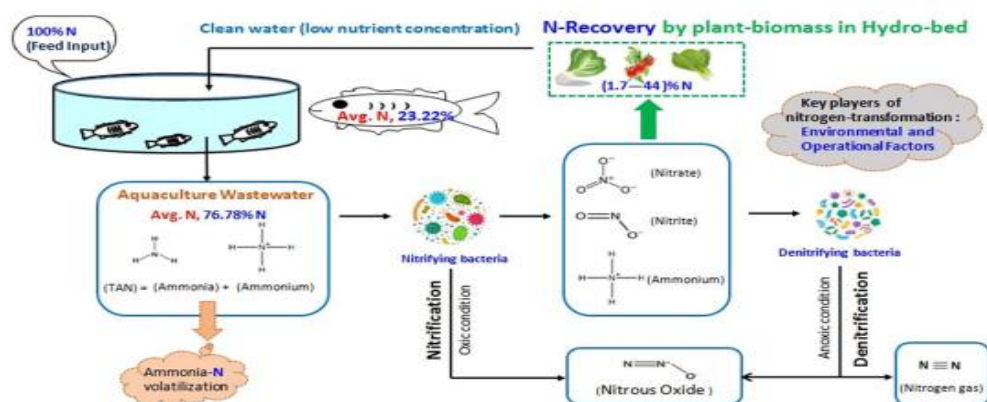 100% N
(Feed Input)
Clean water (low nutrient concentration)
N-Recovery by plant-biomass in Hydro-bed
(1.7—44)% N
Avg. N, 23.22%
Key players of
nitrogen-transformation :
Environmental and
Operational Factors
Aquaculture Wastewater
Avg. N, 76.78% N
H
N
H H
H
H N⁺ H
H
(TAN) = (Ammonia) + (Ammonium)
Ammonia-N
volatilization
Nitrifying bacteria
Nitrification
Oxic condition
O⁻
N⁺
O O⁻
(Nitrate)
O N
O⁻
(Nitrite)
H
H N⁺ H
H
(Ammonium)
Denitrifying bacteria
Anoxic condition
Denitrification
N N⁺
O⁻
(Nitrous Oxide)
N ≡ N
(Nitrogen gas)